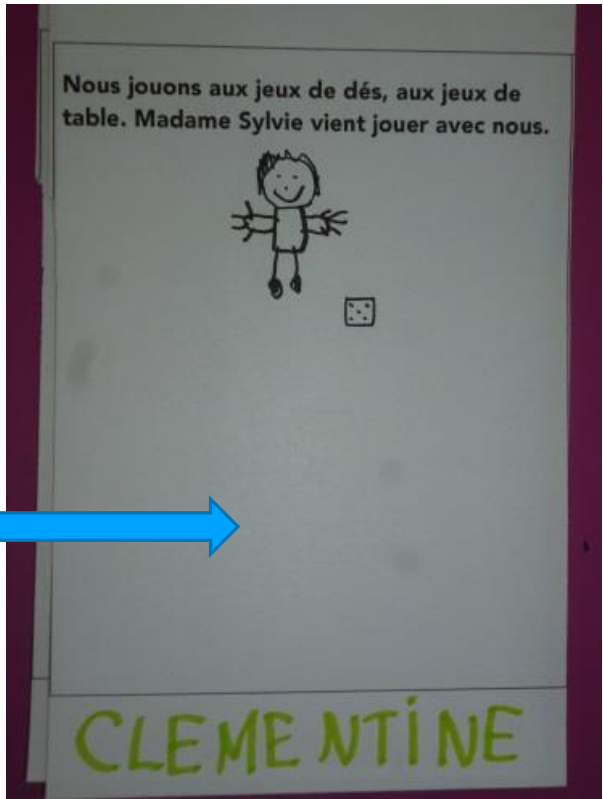 Nous jouons aux jeux de dés, aux jeux de
table. Madame Sylvie vient jouer avec nous.
CLEMENTINE